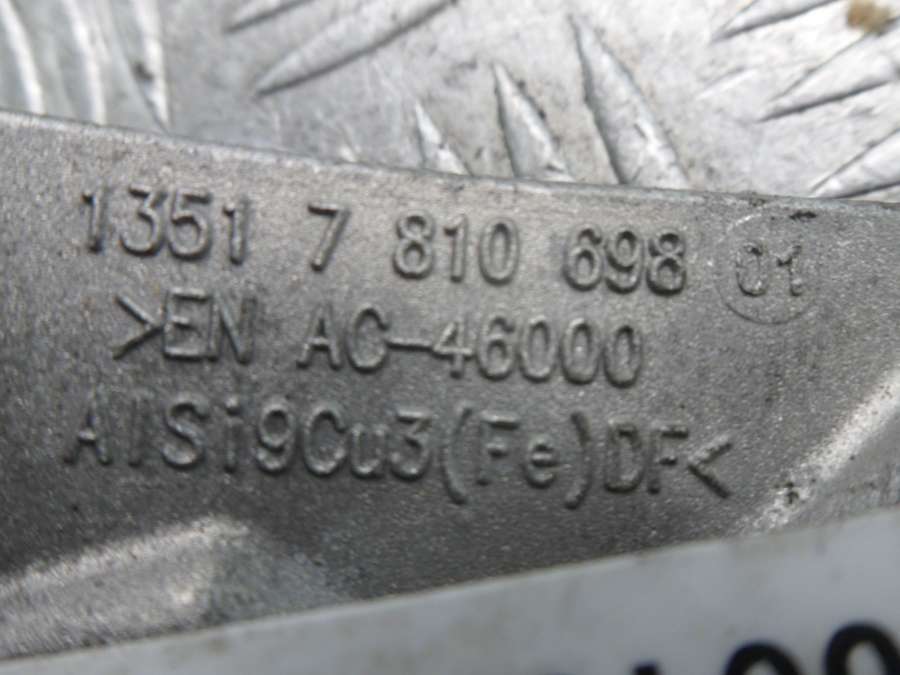 1351 7 810 698 01
>EN AC-46000
AlSi9Cu3(Fe)DF<